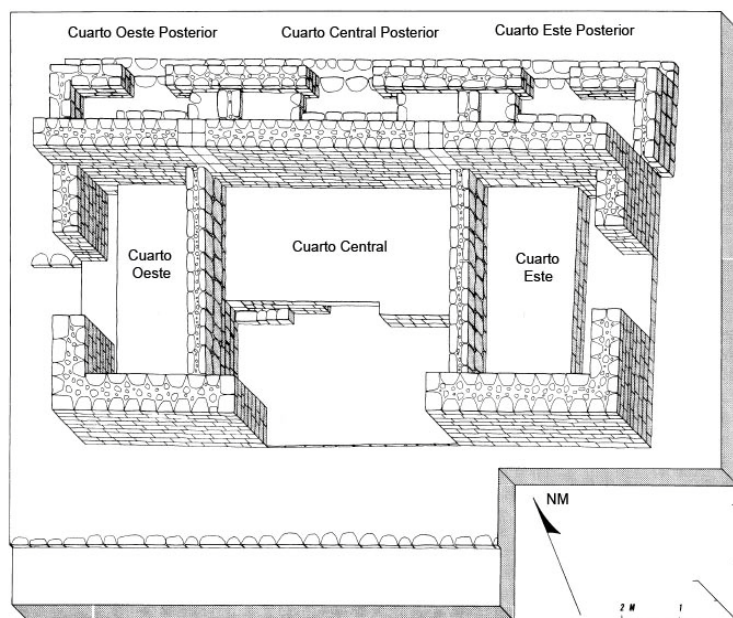 Cuarto Oeste Posterior
Cuarto Central Posterior
Cuarto Este Posterior
Cuarto
Oeste
Cuarto Central
Cuarto
Este
NM
2 M 1